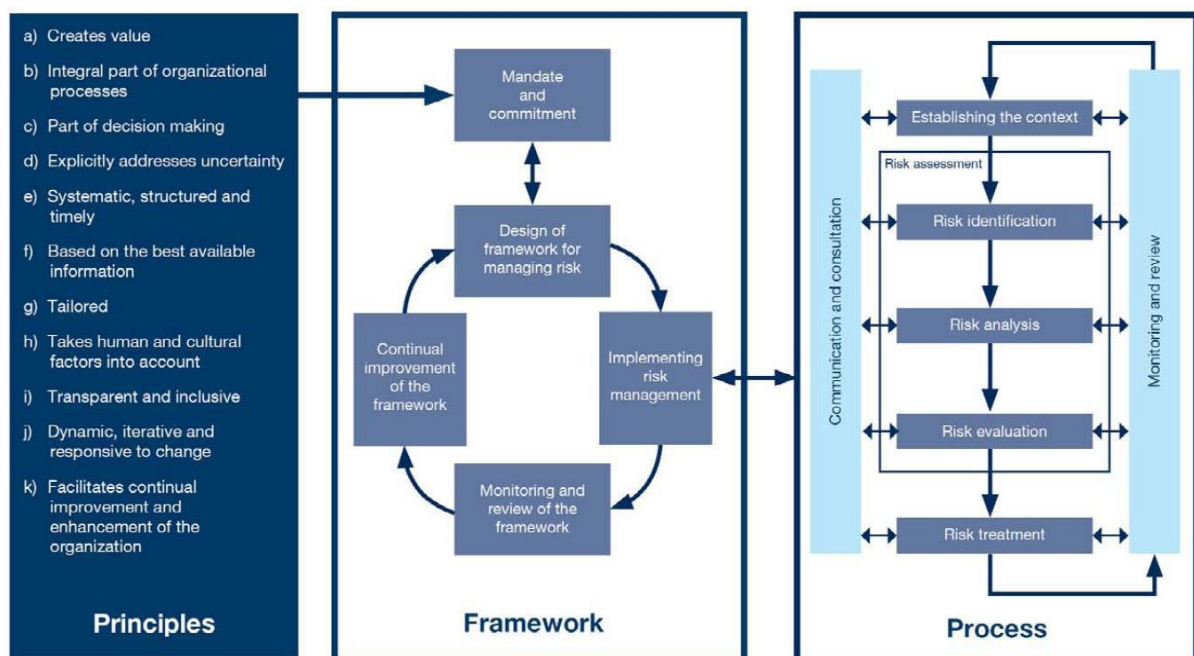 a) Creates value
b) Integral part of organizational
processes
c) Part of decision making
d) Explicitly addresses uncertainty
e) Systematic, structured and
timely
f) Based on the best available
information
g) Tailored
h) Takes human and cultural
factors into account
i) Transparent and inclusive
j) Dynamic, iterative and
responsive to change
k) Facilitates continual
improvement and
enhancement of the
organization
Principles
Mandate
and
commitment
Design of
framework for
managing risk
Continual
improvement
of the
framework
Implementing
risk
management
Monitoring and
review of the
framework
Framework
Communication and consultation
Establishing the context
Risk assessment
Risk identification
Risk analysis
Risk evaluation
Risk treatment
Monitoring and review
Process